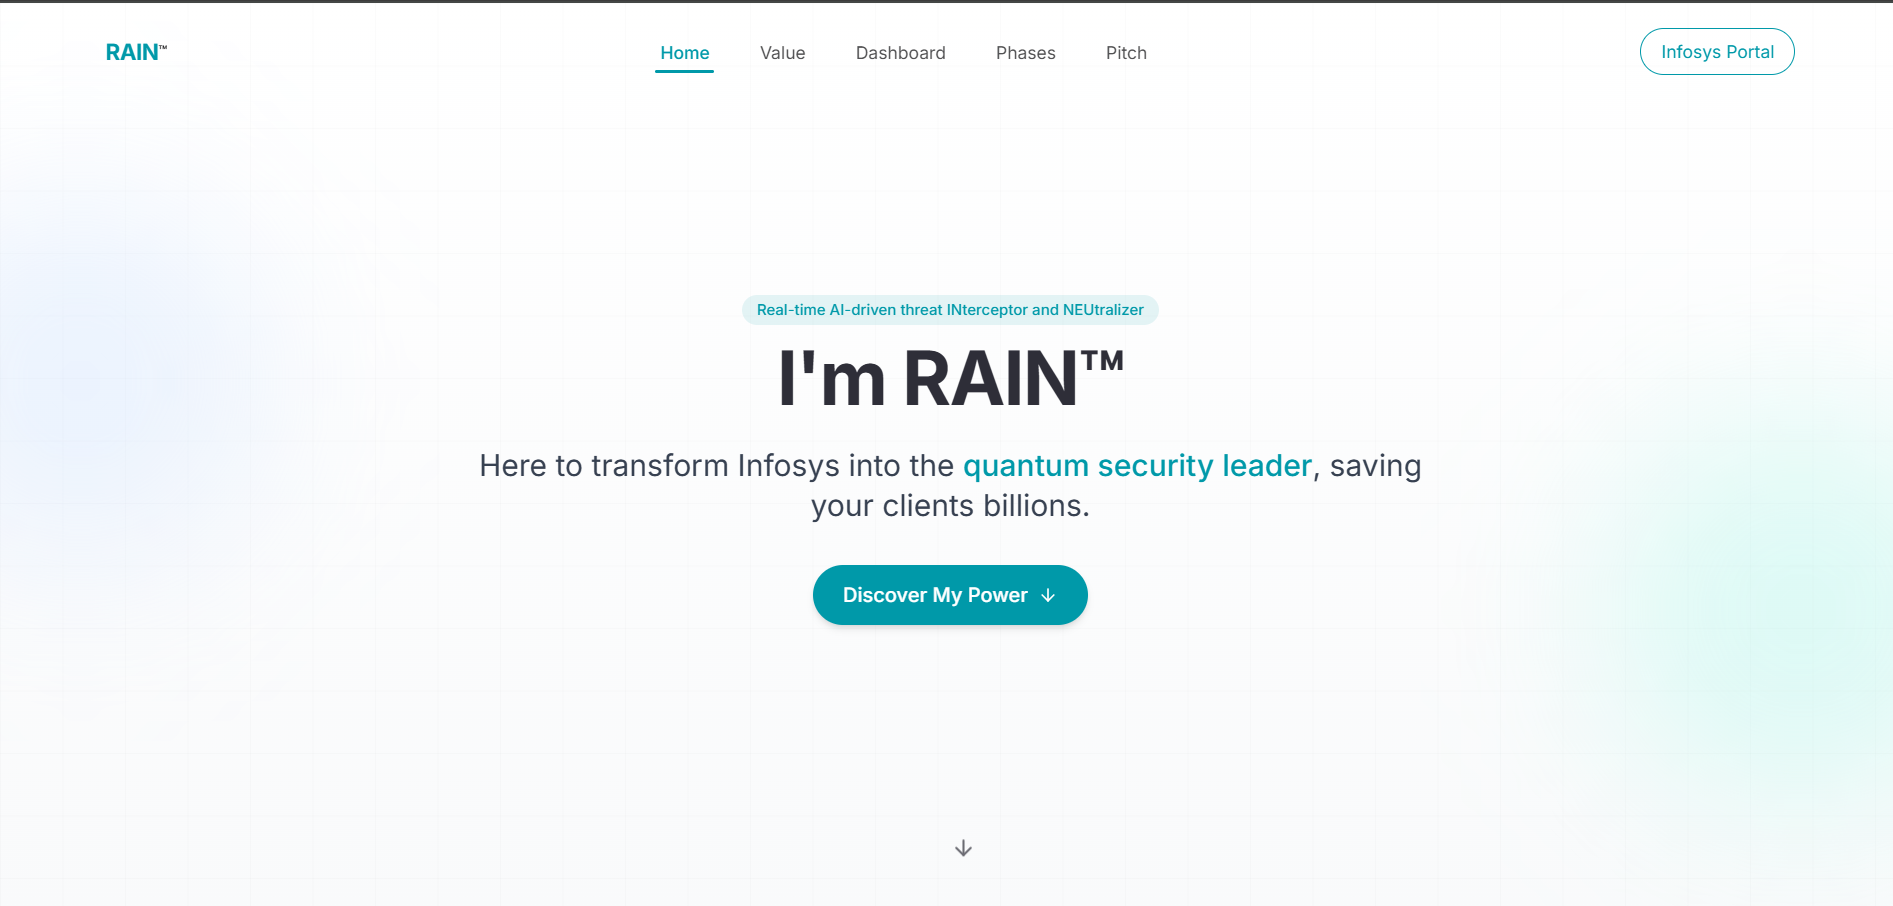 RAIN™
Home
Value
Dashboard
Phases
Pitch
Infosys Portal
Real-time AI-driven threat INterceptor and NEUtralizer
I'm RAIN™
Here to transform Infosys into the quantum security leader, saving
your clients billions.
Discover My Power ↓